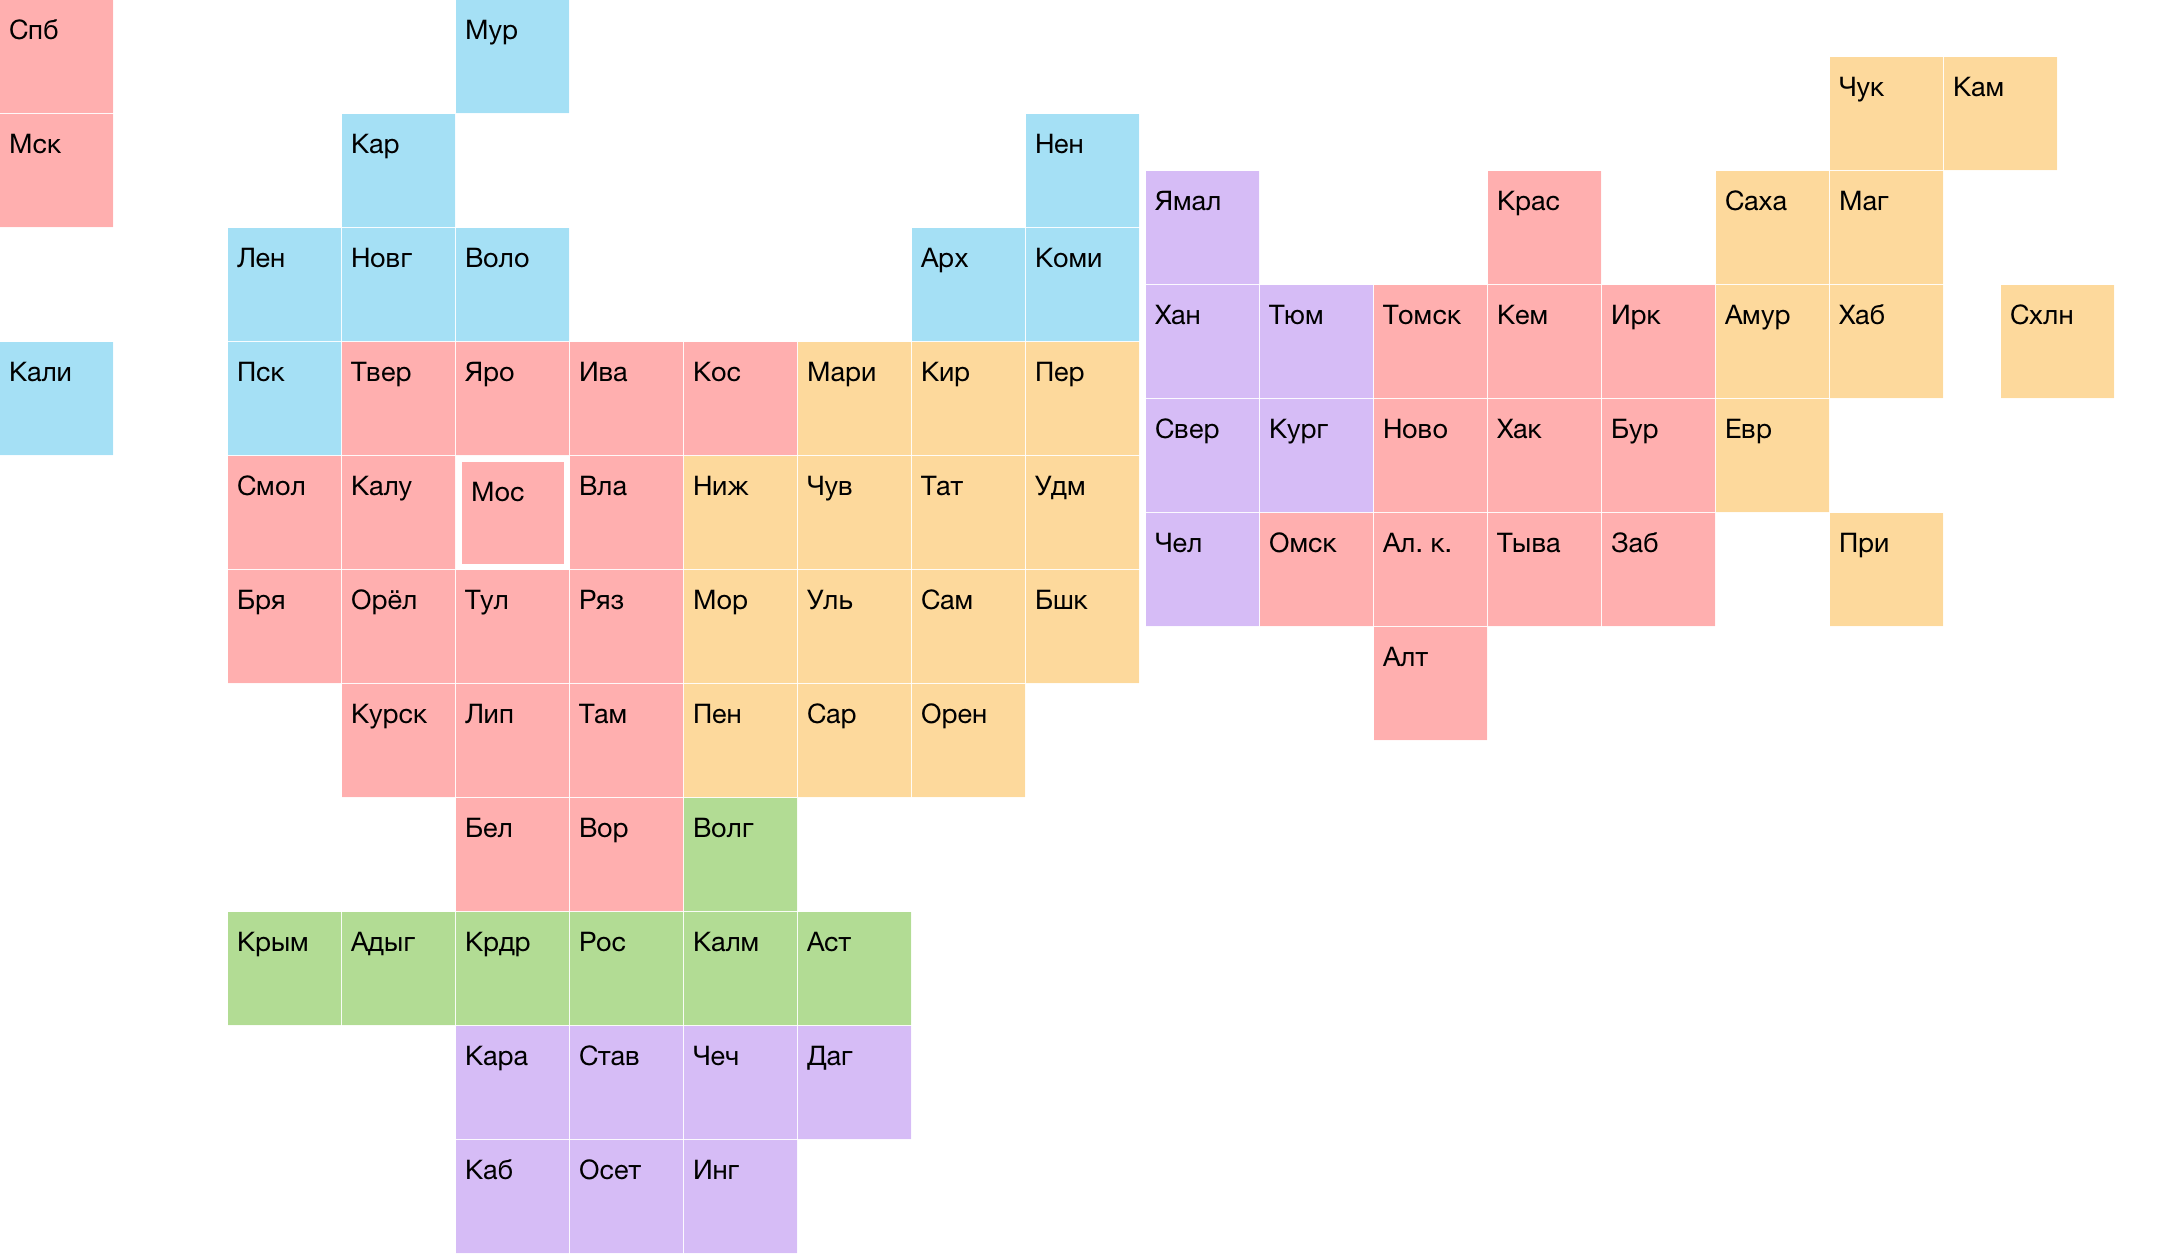 Спб
Мур
Чук
Кам
Мск
Кар
Нен
Ямал
Крас
Саха
Маг
Лен
Новг
Воло
Арх
Коми
Хан
Тюм
Томск
Кем
Ирк
Амур
Хаб
Схлн
Кали
Пск
Твер
Яро
Ива
Кос
Мари
Кир
Пер
Свер
Кург
Ново
Хак
Бур
Евр
Смол
Калу
Мос
Вла
Ниж
Чув
Тат
Удм
Чел
Омск
Ал. к.
Тыва
Заб
При
Бря
Орёл
Тул
Ряз
Мор
Уль
Сам
Бшк
Алт
Курск
Лип
Там
Пен
Сар
Орен
Бел
Вор
Волг
Крым
Адыг
Крдр
Рос
Калм
Аст
Кара
Став
Чеч
Даг
Каб
Осет
Инг